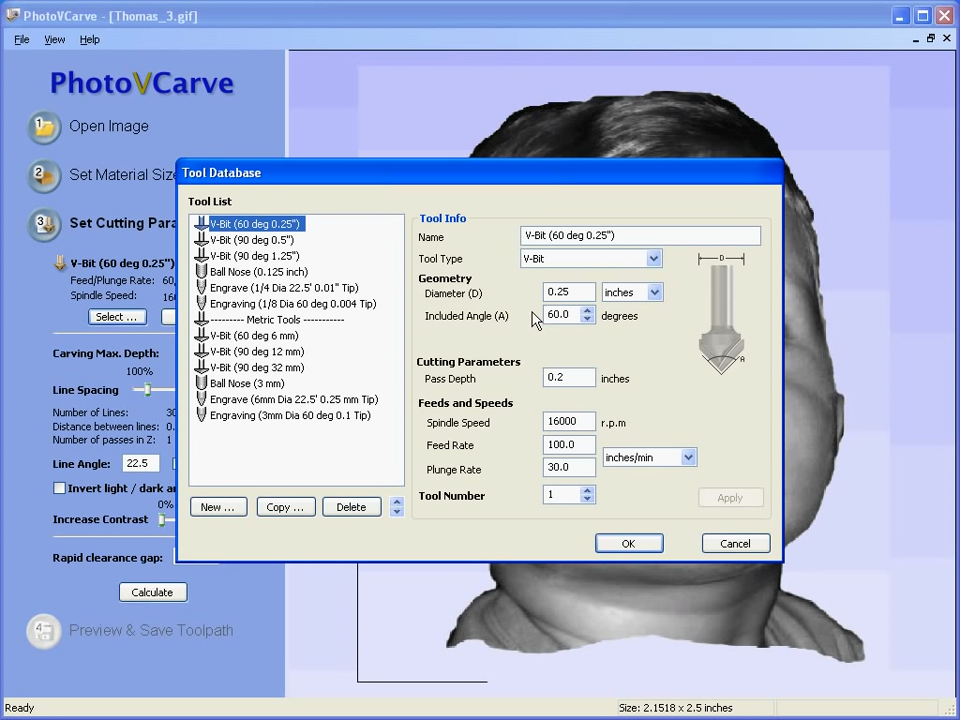 PhotoVCarve - [Thomas_3.gif]
File View Help
PhotoVCarve
1 Open Image
2 Set Material Size
3 Set Cutting Para
V-Bit (60 deg 0.25")
Feed/Plunge Rate: 60,
Spindle Speed: 16
Select ...
Carving Max. Depth:
100%
Line Spacing
Number of Lines: 30
Distance between lines: 0.
Number of passes in Z: 1
Line Angle: 22.5
Invert light / dark ar
0%
Increase Contrast
Rapid clearance gap:
Calculate
4 Preview & Save Toolpath
Tool Database
Tool List
V-Bit (60 deg 0.25")
V-Bit (90 deg 0.5")
V-Bit (90 deg 1.25")
Ball Nose (0.125 inch)
Engrave (1/4 Dia 22.5' 0.01" Tip)
Engraving (1/8 Dia 60 deg 0.004 Tip)
--------- Metric Tools -----------
V-Bit (60 deg 6 mm)
V-Bit (90 deg 12 mm)
V-Bit (90 deg 32 mm)
Ball Nose (3 mm)
Engrave (6mm Dia 22.5' 0.25 mm Tip)
Engraving (3mm Dia 60 deg 0.1 Tip)
New ... Copy ... Delete
Tool Info
Name V-Bit (60 deg 0.25")
Tool Type V-Bit
Geometry
Diameter (D) 0.25 inches
Included Angle (A) 60.0 degrees
D
A
Cutting Parameters
Pass Depth 0.2 inches
Feeds and Speeds
Spindle Speed 16000 r.p.m
Feed Rate 100.0
inches/min
Plunge Rate 30.0
Tool Number 1
Apply
OK Cancel
Ready Size: 2.1518 x 2.5 inches